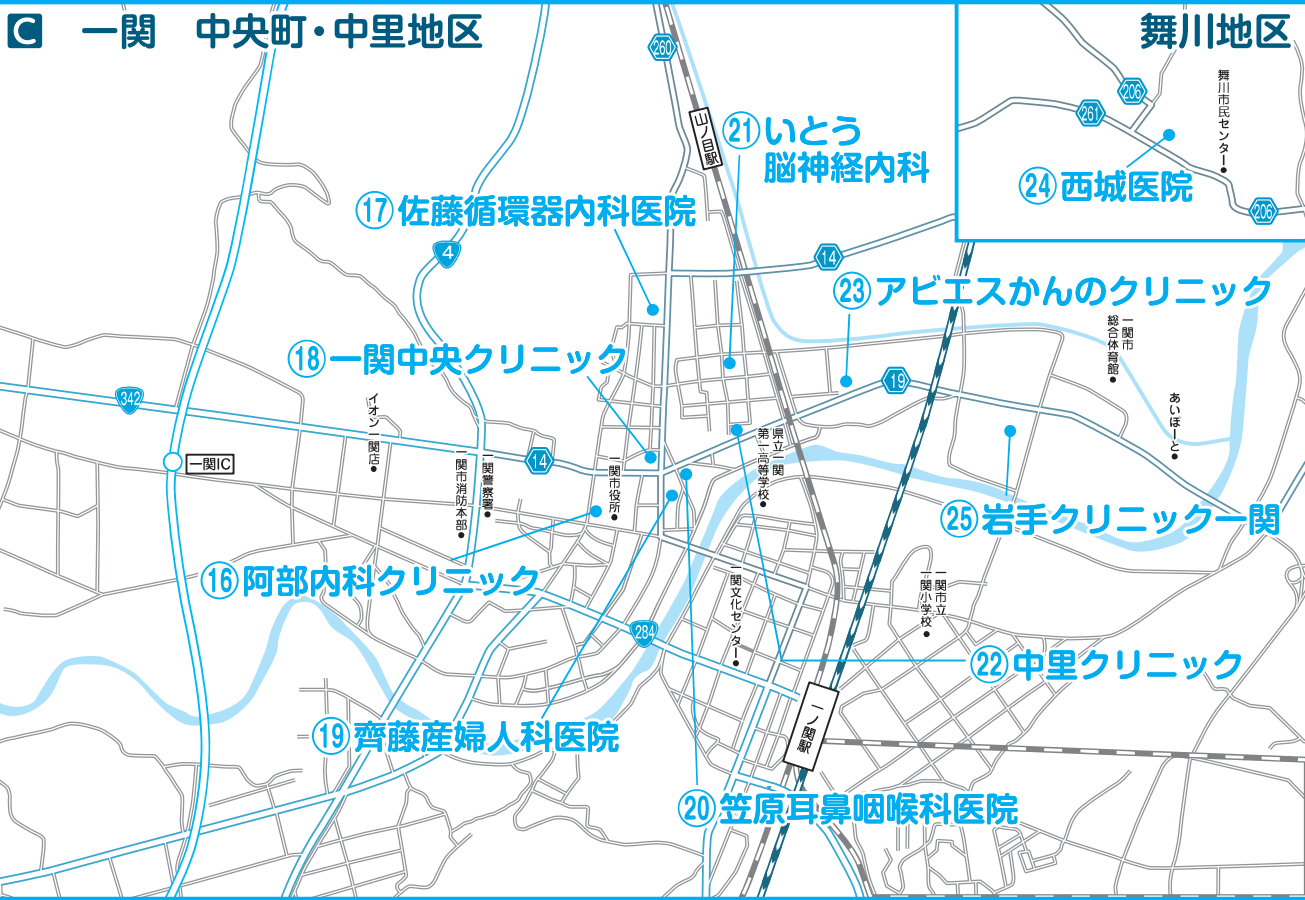 C 一関 中央町・中里地区
舞川地区
260
206
261
舞川市民センター
山ノ目駅
㉑いとう
脳神経内科
㉔西城医院
206
⑰佐藤循環器内科医院
4
14
㉓アビエスかんのクリニック
一関市
総合体育館
⑱一関中央クリニック
19
342
イオン一関店
あいぽーと
県立一関
第一高等学校
一関IC
14
一関市消防本部
一関警察署
一関市役所
㉕岩手クリニック一関
⑯阿部内科クリニック
一関文化センター
一関市立
一関小学校
284
㉒中里クリニック
一ノ関駅
⑲齊藤産婦人科医院
⑳笠原耳鼻咽喉科医院